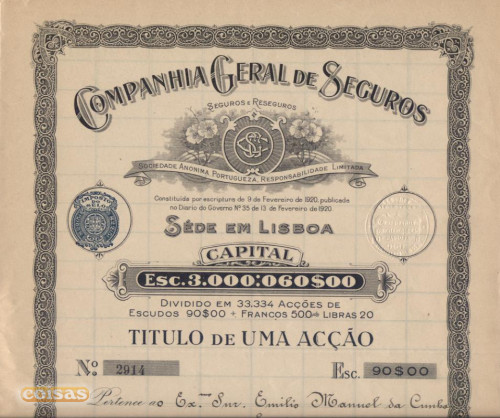 COMPANHIA GERAL DE SEGUROS
SEGUROS E RESEGUROS
SOCIEDADE ANONIMA PORTUGUEZA, RESPONSABILIDADE LIMITADA
Constituida por escriptura de 9 de Fevereiro de 1920, publicada
no Diario do Governo Nº 35 de 13 de Fevereiro de 1920.
SÉDE EM LISBOA
CAPITAL
Esc. 3.000:060$00
DIVIDIDO EM 33.334 ACÇÕES DE
ESCUDOS 90$00 = FRANCOS 500 = LIBRAS 20
TITULO DE UMA ACÇÃO
Nº 2914 Esc. 90$00
Pertence ao Ex.mo Snr. Emilio Manuel da Cunha
coisas